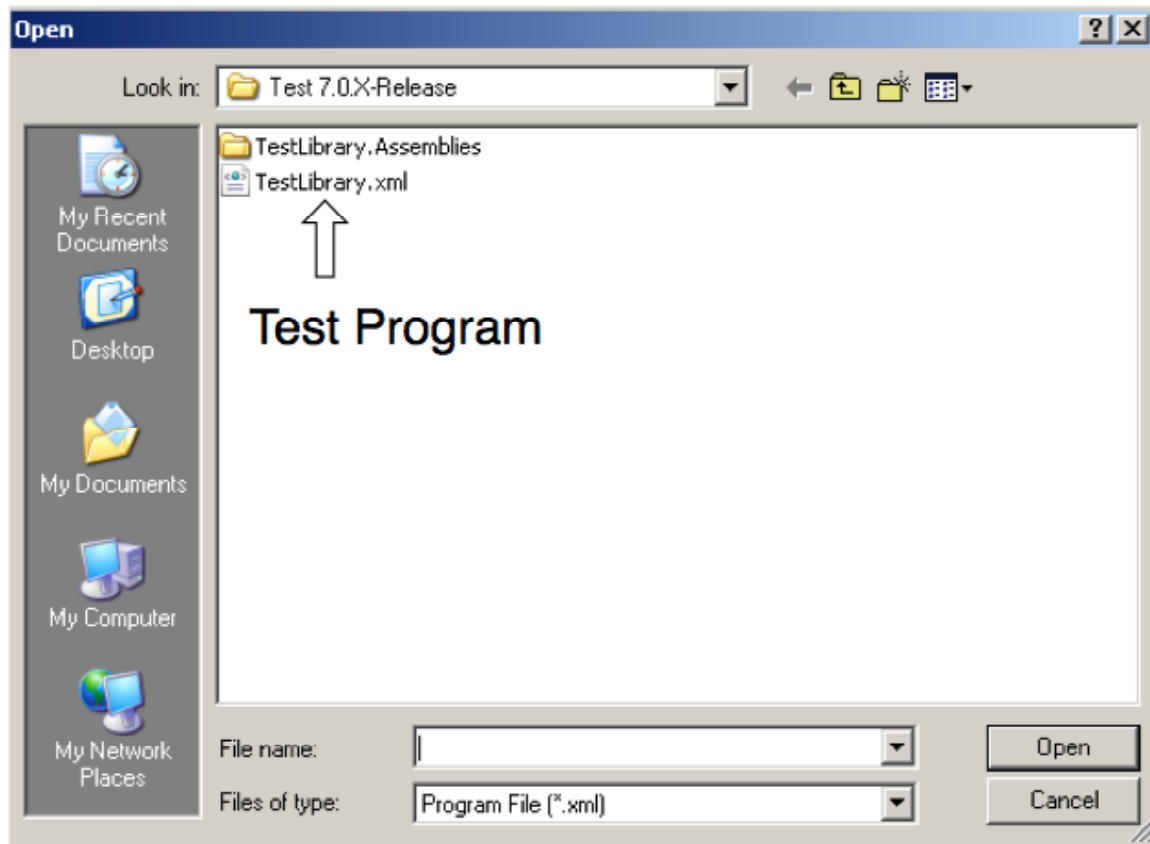 Open
Look in: Test 7.0.X-Release
TestLibrary.Assemblies
TestLibrary.xml
Test Program
My Recent
Documents
Desktop
My Documents
My Computer
My Network
Places
File name:
Open
Files of type: Program File (*.xml)
Cancel